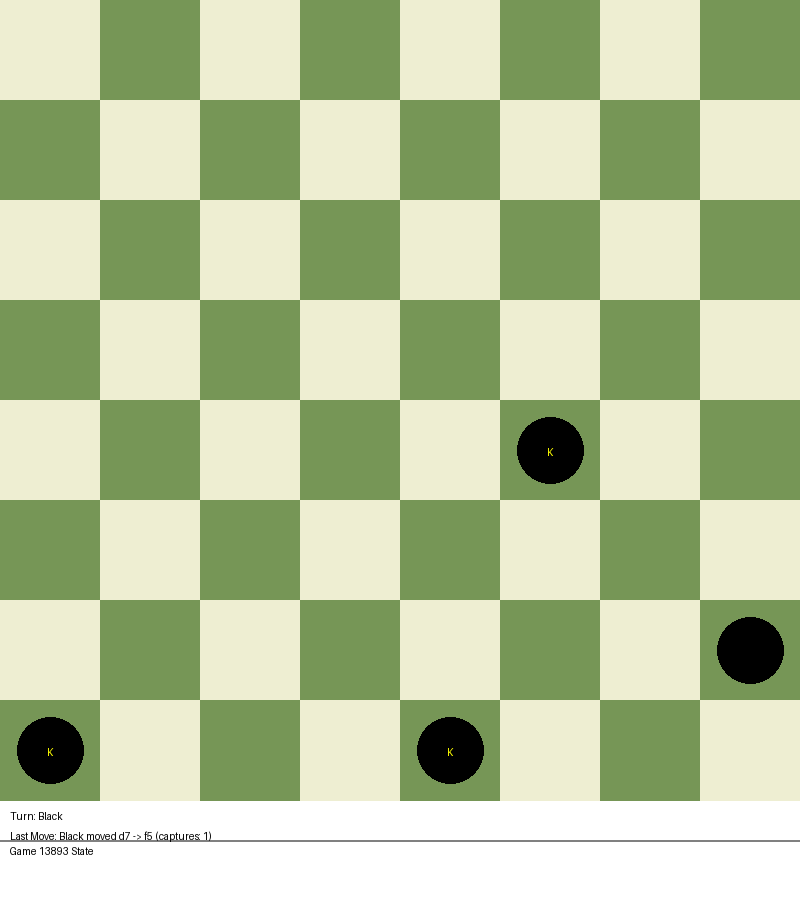 K
K
K
Turn: Black
Last Move: Black moved d7 -> f5 (captures: 1)
Game 13893 State